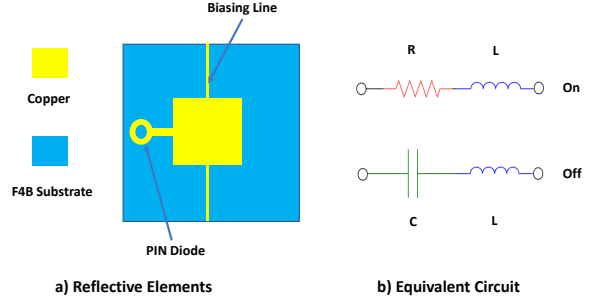 Biasing Line
Copper
F4B Substrate
PIN Diode
a) Reflective Elements
R
L
On
C
L
Off
b) Equivalent Circuit